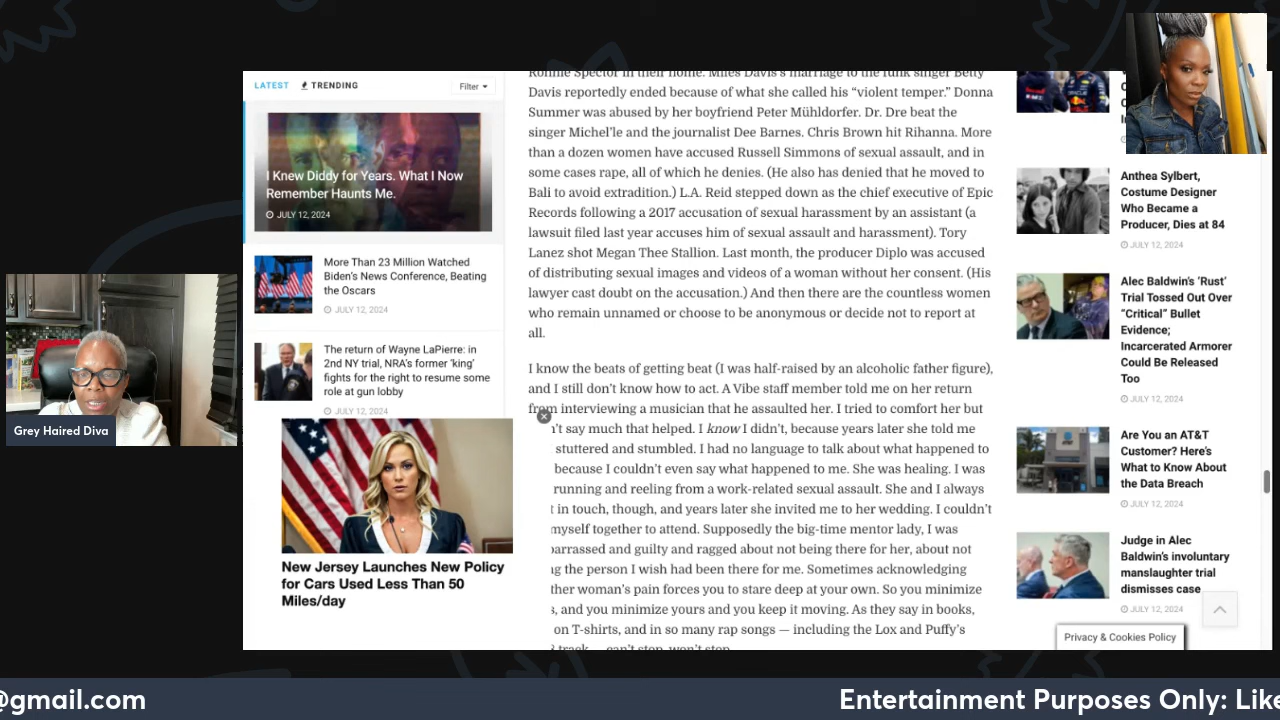 LATEST
TRENDING
Filter
I Knew Diddy for Years. What I Now
Remember Haunts Me.
JULY 12, 2024
More Than 23 Million Watched
Biden's News Conference, Beating
the Oscars
JULY 12, 2024
The return of Wayne LaPierre: in
2nd NY trial, NRA's former 'king'
fights for the right to resume some
role at gun lobby
JULY 12, 2024
New Jersey Launches New Policy
for Cars Used Less Than 50
Miles/day
Ronnie Spector in their home. Miles Davis's marriage to the funk singer Betty
Davis reportedly ended because of what she called his “violent temper.” Donna
Summer was abused by her boyfriend Peter Mühldorfer. Dr. Dre beat the
singer Michel'le and the journalist Dee Barnes. Chris Brown hit Rihanna. More
than a dozen women have accused Russell Simmons of sexual assault, and in
some cases rape, all of which he denies. (He also has denied that he moved to
Bali to avoid extradition.) L.A. Reid stepped down as the chief executive of Epic
Records following a 2017 accusation of sexual harassment by an assistant (a
lawsuit filed last year accuses him of sexual assault and harassment). Tory
Lanez shot Megan Thee Stallion. Last month, the producer Diplo was accused
of distributing sexual images and videos of a woman without her consent. (His
lawyer cast doubt on the accusation.) And then there are the countless women
who remain unnamed or choose to be anonymous or decide not to report at
all.
I know the beats of getting beat (I was half-raised by an alcoholic father figure),
and I still don't know how to act. A Vibe staff member told me on her return
from interviewing a musician that he assaulted her. I tried to comfort her but
't say much that helped. I know I didn't, because years later she told me
stuttered and stumbled. I had no language to talk about what happened to
because I couldn't even say what happened to me. She was healing. I was
running and reeling from a work-related sexual assault. She and I always
t in touch, though, and years later she invited me to her wedding. I couldn't
myself together to attend. Supposedly the big-time mentor lady, I was
arrassed and guilty and ragged about not being there for her, about not
g the person I wish had been there for me. Sometimes acknowledging
ther woman's pain forces you to stare deep at your own. So you minimize
s, and you minimize yours and you keep it moving. As they say in books,
on T-shirts, and in so many rap songs — including the Lox and Puffy's
track — can't stop, won't stop.
Anthea Sylbert,
Costume Designer
Who Became a
Producer, Dies at 84
JULY 12, 2024
Alec Baldwin's 'Rust'
Trial Tossed Out Over
“Critical” Bullet
Evidence;
Incarcerated Armorer
Could Be Released
Too
JULY 12, 2024
Are You an AT&T
Customer? Here's
What to Know About
the Data Breach
JULY 12, 2024
Judge in Alec
Baldwin's involuntary
manslaughter trial
dismisses case
JULY 12, 2024
Privacy & Cookies Policy
Grey Haired Diva
@gmail.com
Entertainment Purposes Only: Like